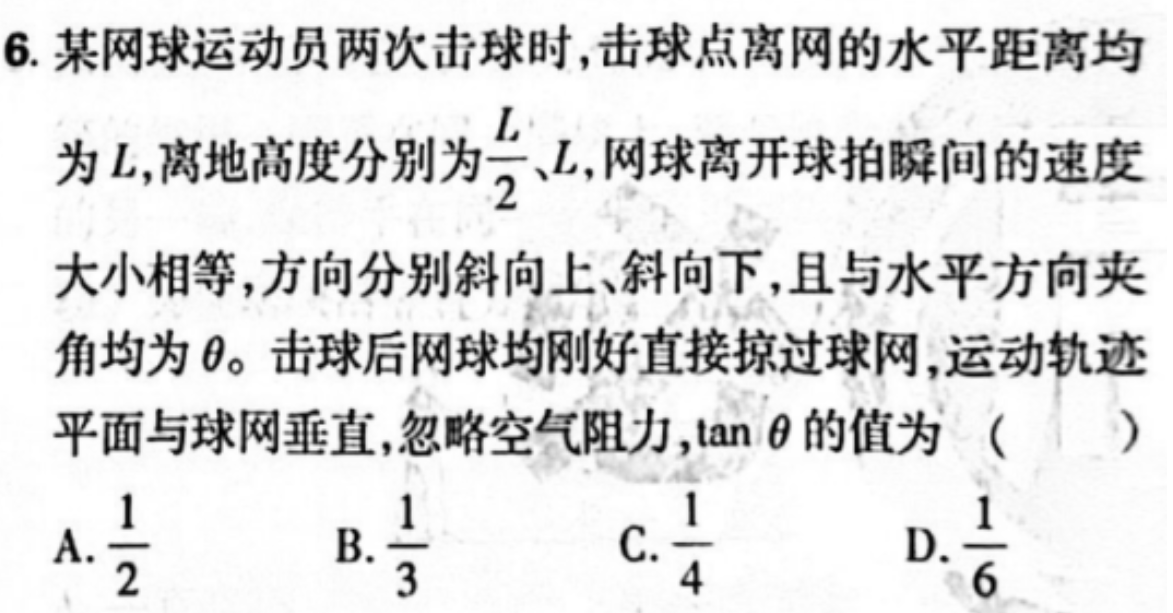 6. 某网球运动员两次击球时,击球点离网的水平距离均
为 L,离地高度分别为 \frac{L}{2}、L,网球离开球拍瞬间的速度
大小相等,方向分别斜向上、斜向下,且与水平方向夹
角均为 θ。击球后网球均刚好直接掠过球网,运动轨迹
平面与球网垂直,忽略空气阻力,tan θ 的值为 (  )
A. \frac{1}{2} B. \frac{1}{3} C. \frac{1}{4} D. \frac{1}{6}